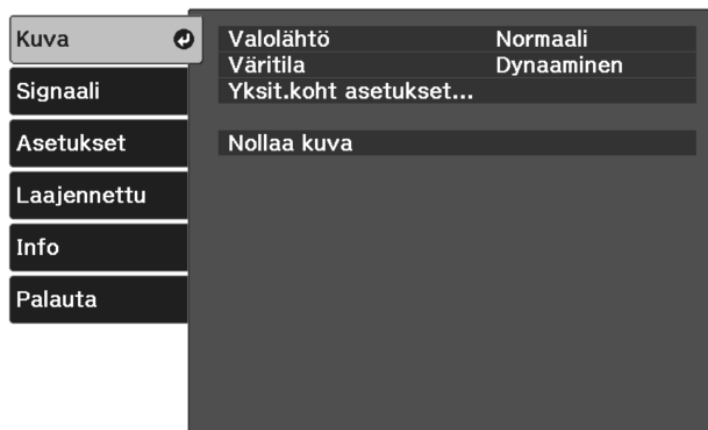 Kuva
Signaali
Asetukset
Laajennettu
Info
Palauta
Valolähtö Normaali
Väritila Dynaaminen
Yksit.koht asetukset...
Nollaa kuva